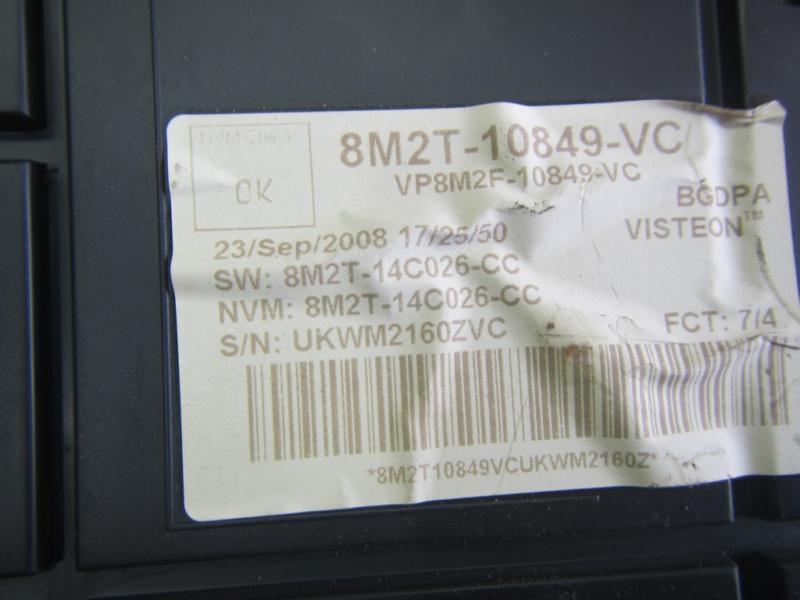 NVM Check
OK
8M2T-10849-VC
VP8M2F-10849-VC
BGDPA
VISTEON™
23/Sep/2008 17/25/50
SW: 8M2T-14C026-CC
NVM: 8M2T-14C026-CC
S/N: UKWM2160ZVC
FCT: 7/4
*8M2T10849VCUKWM2160Z*